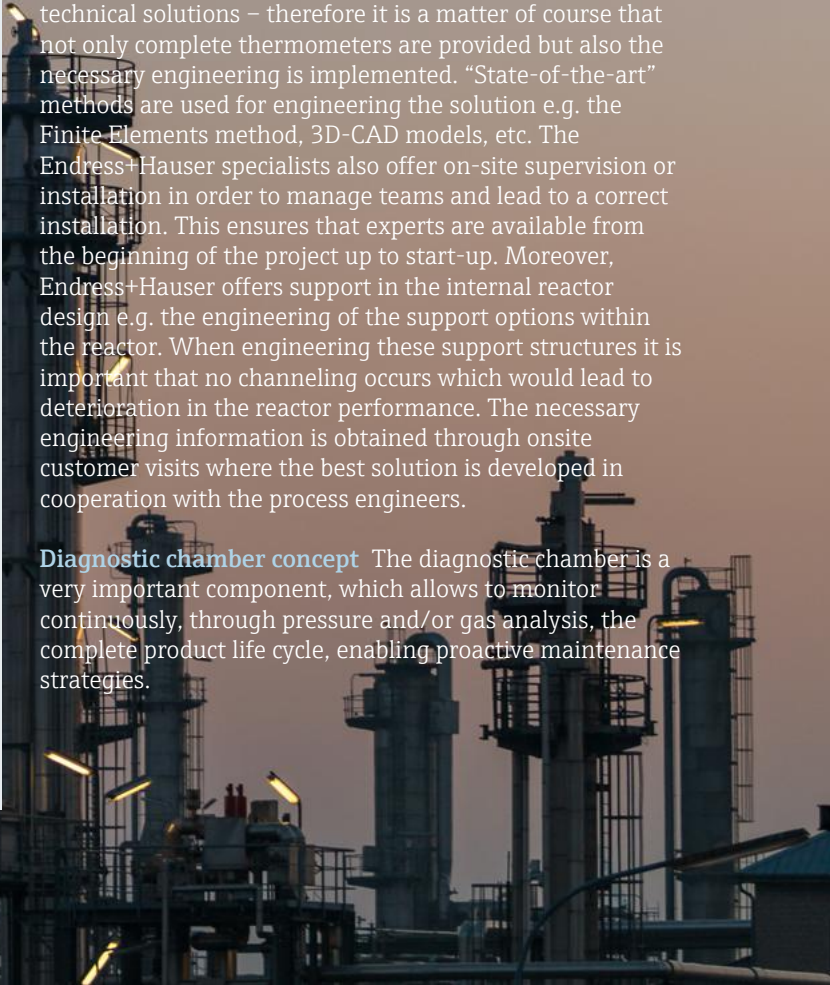 technical solutions – therefore it is a matter of course that
not only complete thermometers are provided but also the
necessary engineering is implemented. “State-of-the-art”
methods are used for engineering the solution e.g. the
Finite Elements method, 3D-CAD models, etc. The
Endress+Hauser specialists also offer on-site supervision or
installation in order to manage teams and lead to a correct
installation. This ensures that experts are available from
the beginning of the project up to start-up. Moreover,
Endress+Hauser offers support in the internal reactor
design e.g. the engineering of the support options within
the reactor. When engineering these support structures it is
important that no channeling occurs which would lead to
deterioration in the reactor performance. The necessary
engineering information is obtained through onsite
customer visits where the best solution is developed in
cooperation with the process engineers.
Diagnostic chamber concept The diagnostic chamber is a
very important component, which allows to monitor
continuously, through pressure and/or gas analysis, the
complete product life cycle, enabling proactive maintenance
strategies.